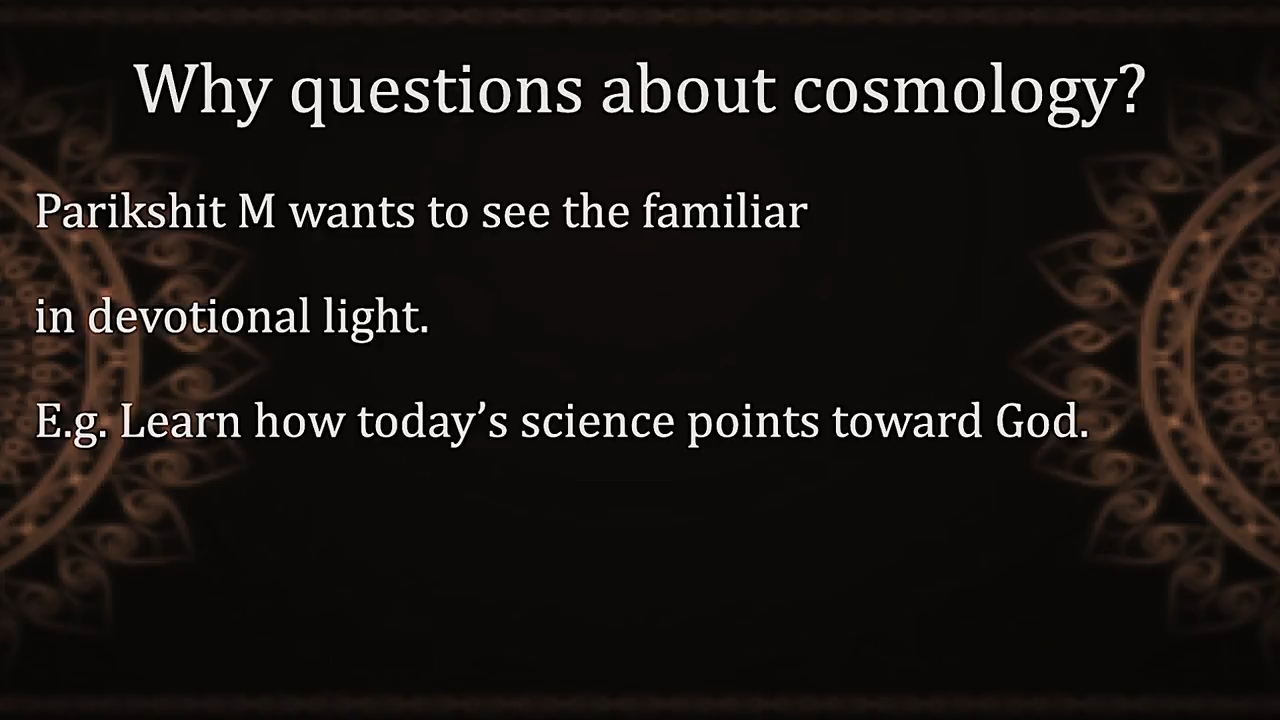 Why questions about cosmology?
Parikshit M wants to see the familiar
in devotional light.
E.g. Learn how today’s science points toward God.